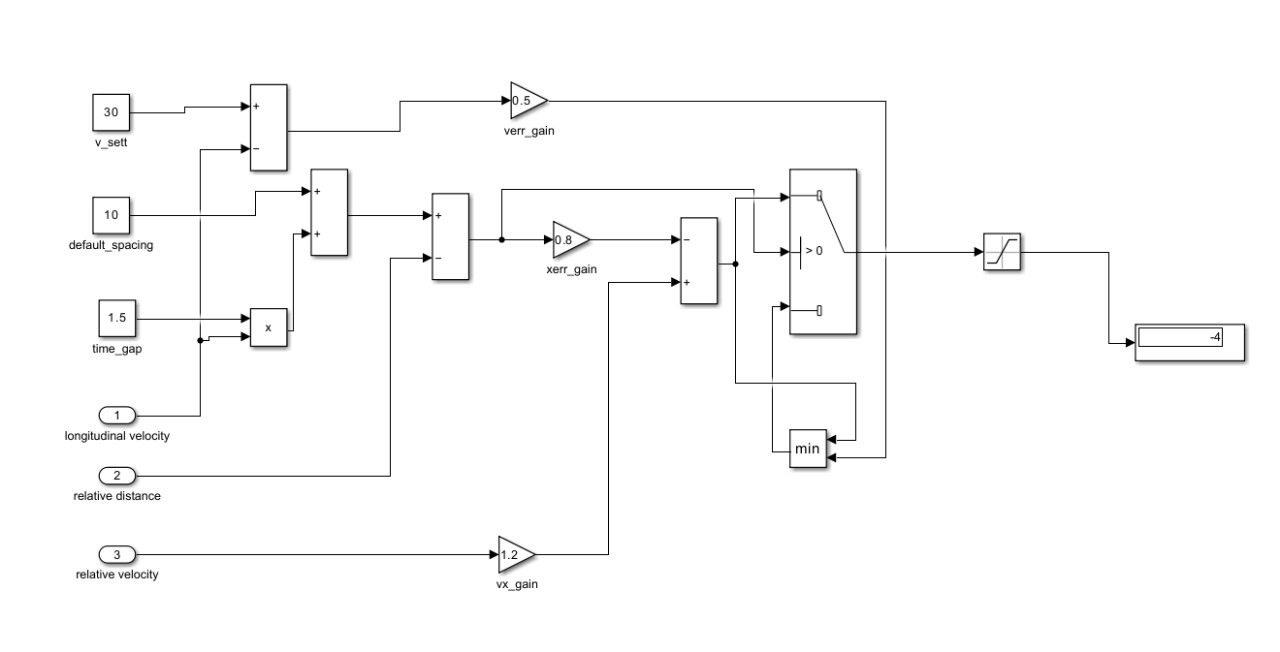 30
+
v_sett
−
0.5
verr_gain
10
default_spacing
+
+
+
−
0.8
xerr_gain
−
+
> 0
1.5
time_gap
x
-4
1
longitudinal velocity
min
2
relative distance
3
relative velocity
1.2
vx_gain